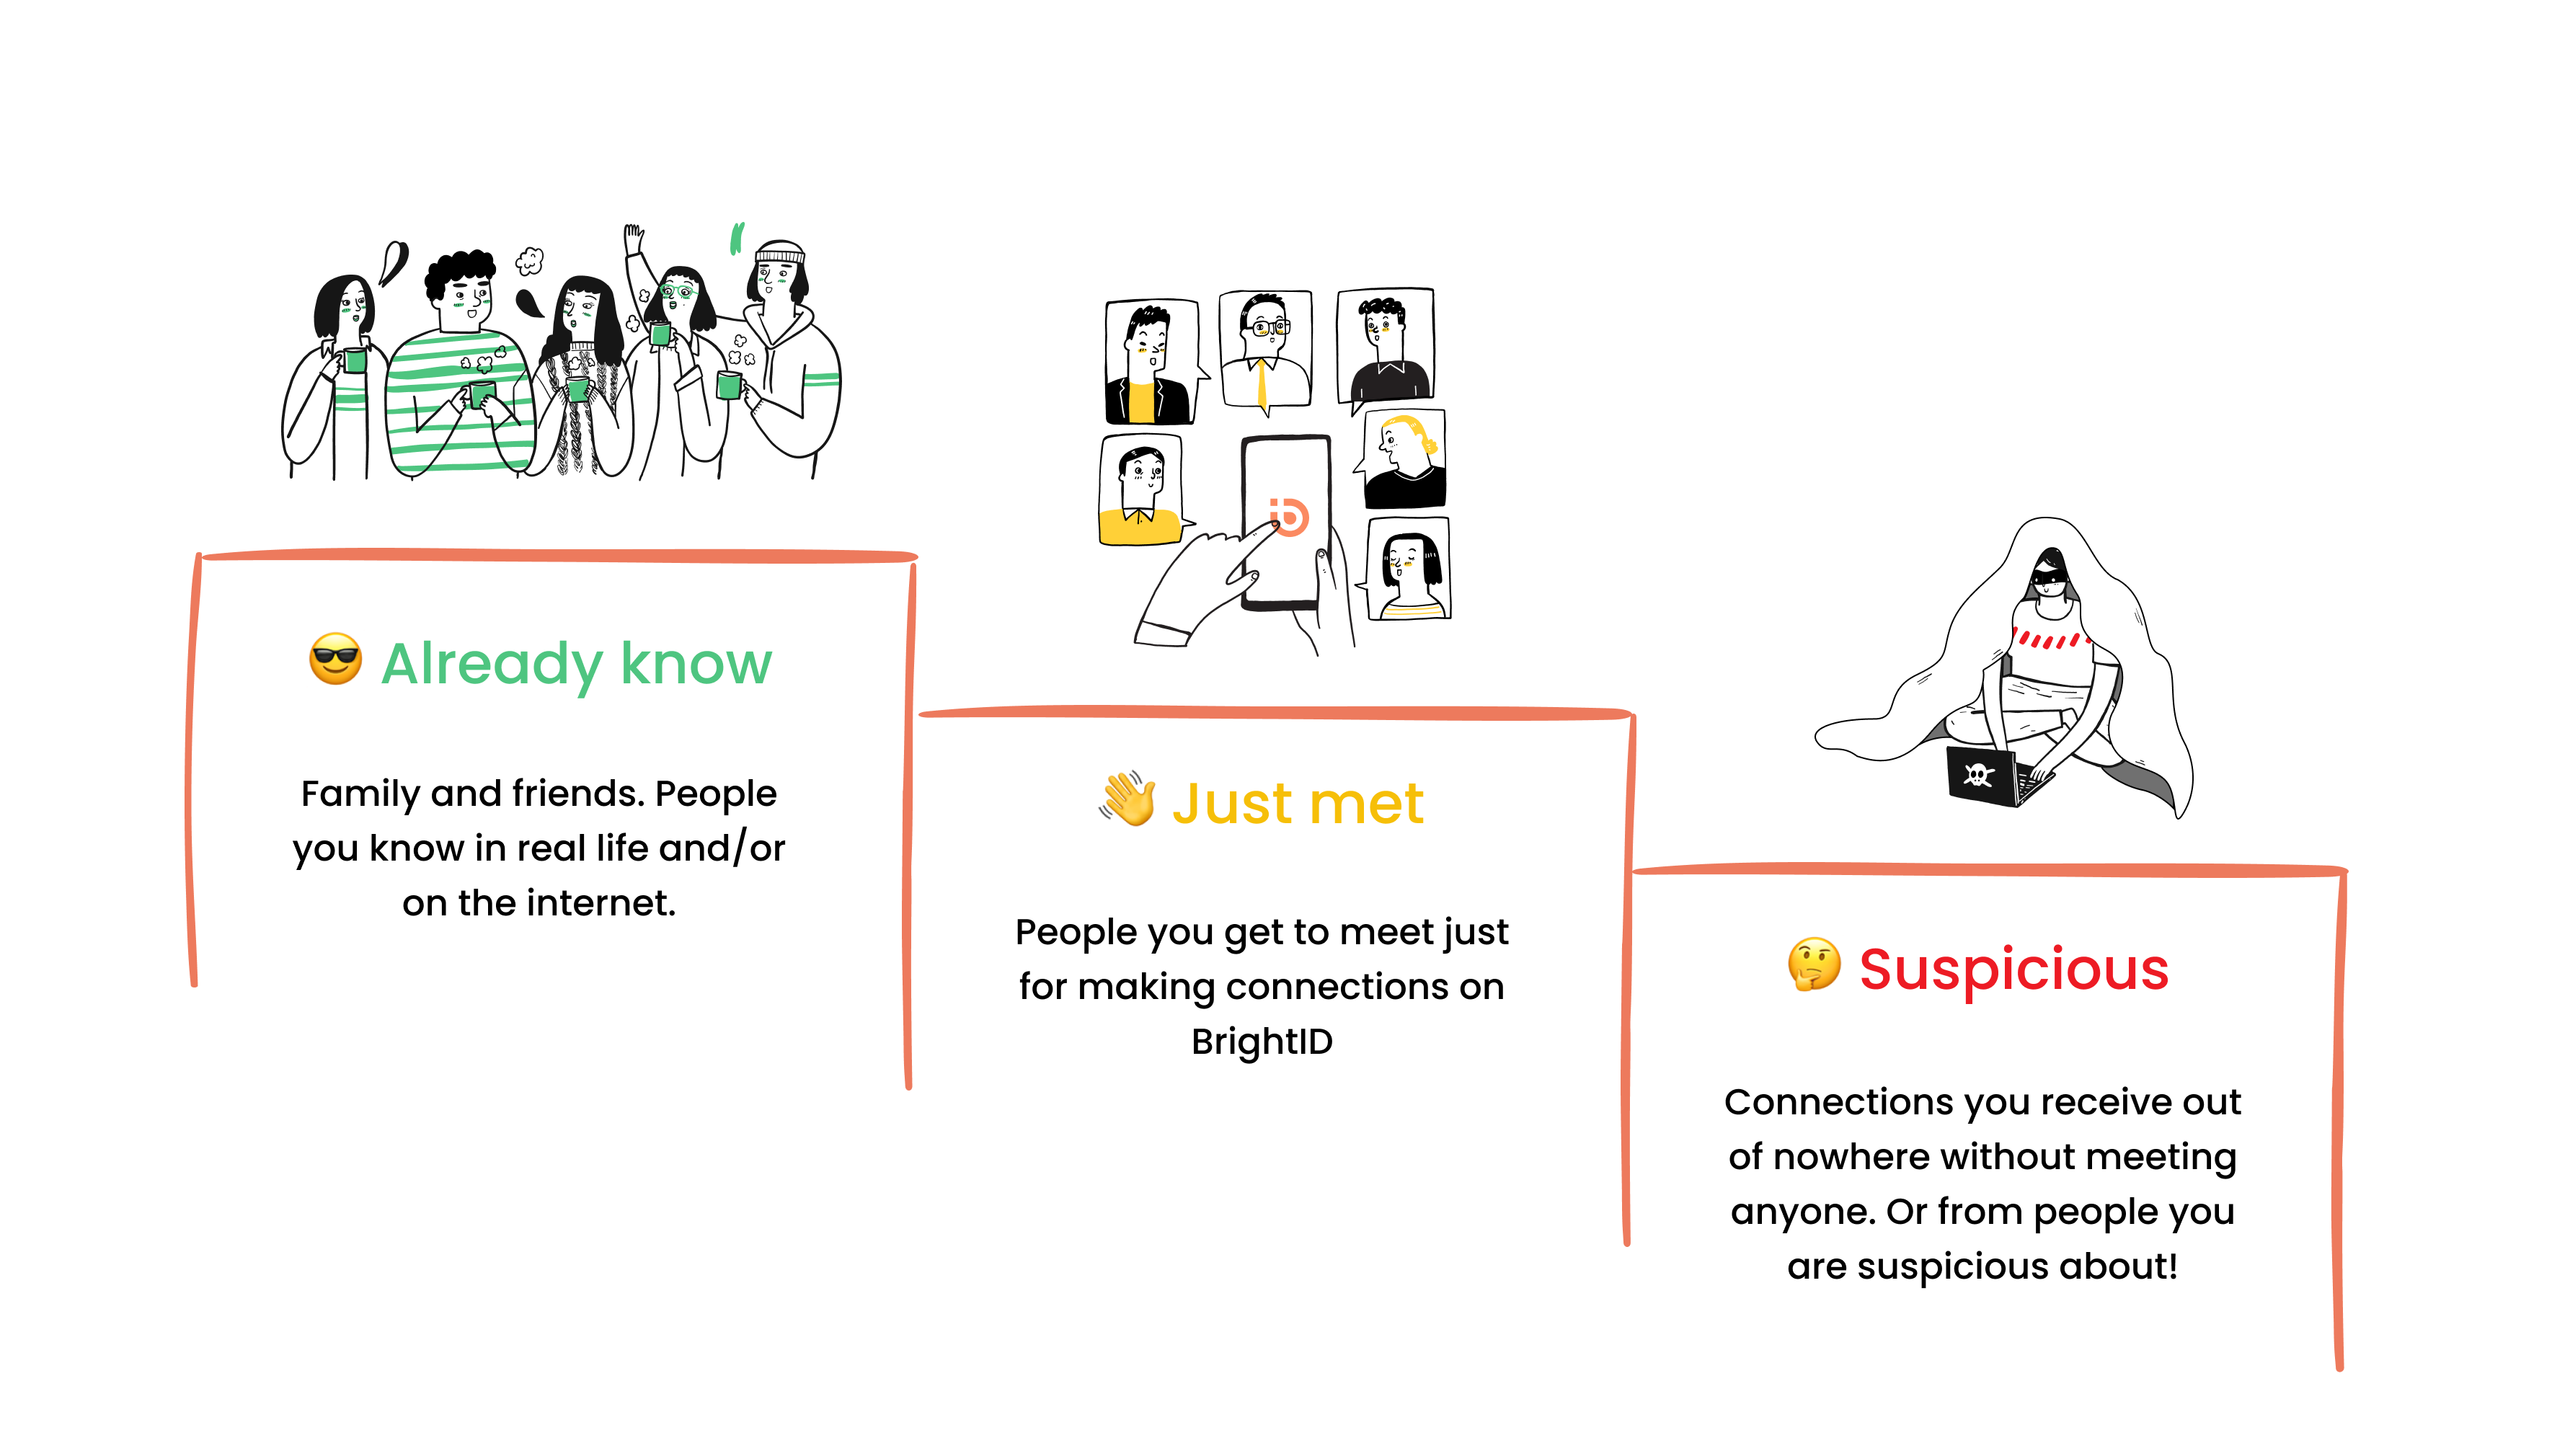 😎 Already know
Family and friends. People
you know in real life and/or
on the internet.
👋 Just met
People you get to meet just
for making connections on
BrightID
🤔 Suspicious
Connections you receive out
of nowhere without meeting
anyone. Or from people you
are suspicious about!